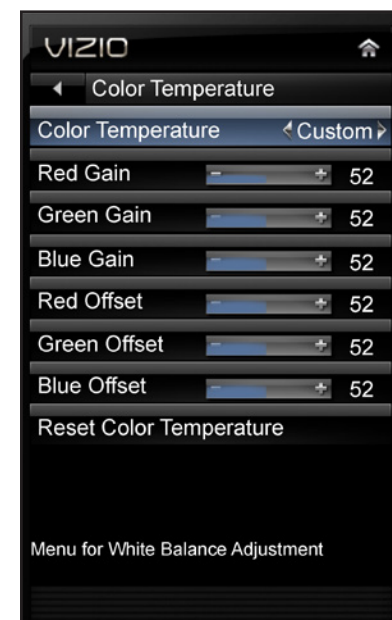 VIZIO
Color Temperature
Color Temperature Custom
Red Gain - + 52
Green Gain - + 52
Blue Gain - + 52
Red Offset - + 52
Green Offset - + 52
Blue Offset - + 52
Reset Color Temperature
Menu for White Balance Adjustment